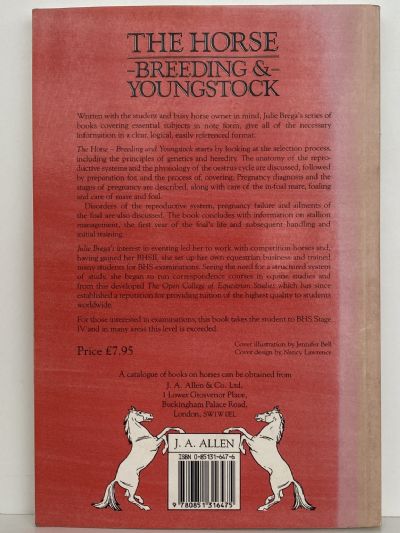 THE HORSE
–BREEDING &–
YOUNGSTOCK
Written with the student and busy horse owner in mind, Julie Brega's series of
books covering essential subjects in note form, give all of the necessary
information in a clear, logical, easily referenced format.
The Horse – Breeding and Youngstock starts by looking at the selection process,
including the principles of genetics and heredity. The anatomy of the repro-
ductive systems and the physiology of the oestrus cycle are discussed, followed
by preparation for, and the process of, covering. Pregnancy diagnosis and the
stages of pregnancy are described, along with care of the in-foal mare, foaling
and care of mare and foal.
Disorders of the reproductive system, pregnancy failure and ailments of
the foal are also discussed. The book concludes with information on stallion
management, the first year of the foal's life and subsequent handling and
initial training.
Julie Brega's interest in eventing led her to work with competition horses and,
having gained her BHSII, she set up her own equestrian business and trained
many students for BHS examinations. Seeing the need for a structured system
of study, she began to run correspondence courses in equine studies and
from this developed The Open College of Equestrian Studies which has since
established a reputation for providing tuition of the highest quality to students
worldwide.
For those interested in examinations, this book takes the student to BHS Stage
IV and in many areas this level is exceeded.
Price £7.95
Cover illustration by Jennifer Bell
Cover design by Nancy Lawrence
A catalogue of books on horses can be obtained from
J. A. Allen & Co. Ltd.
1 Lower Grosvenor Place,
Buckingham Palace Road,
London, SW1W 0EL
J. A. ALLEN
ISBN 0-85131-647-6
9 780851 316475